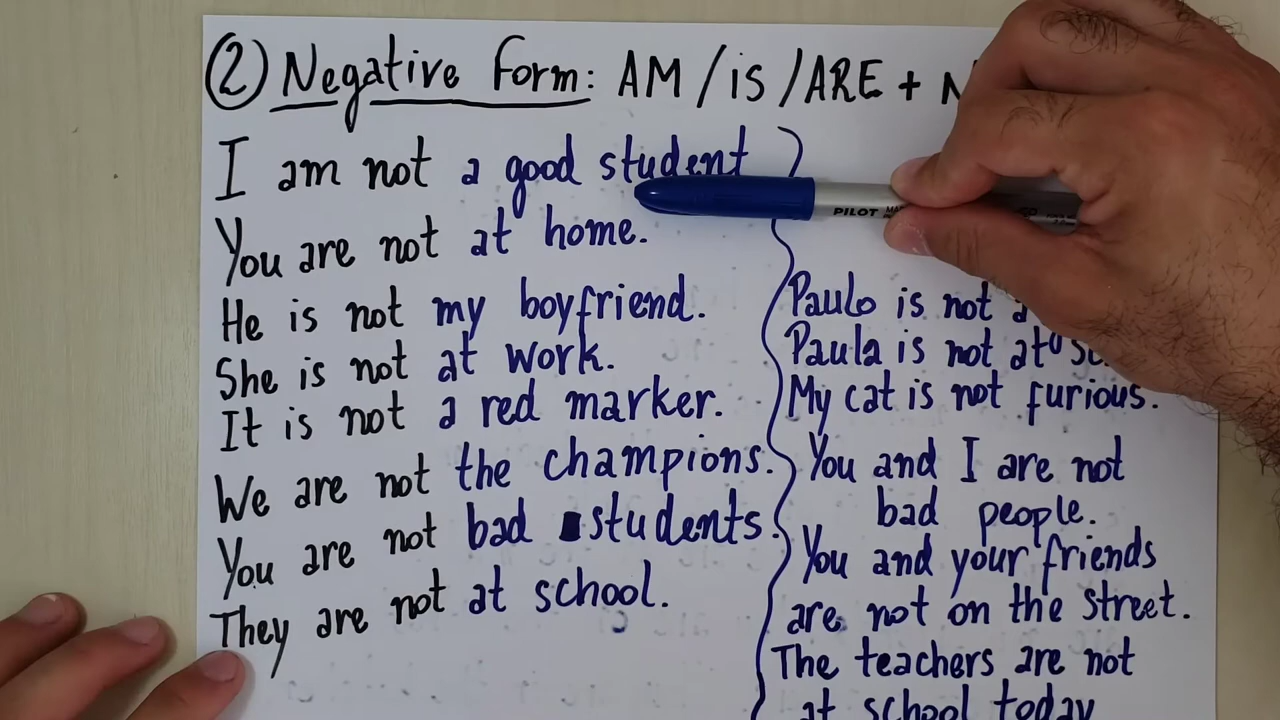 ② Negative Form: AM / is / ARE +
I am not a good student
You are not at home.
He is not my boyfriend.
She is not at work.
It is not a red marker.
We are not the champions.
You are not bad students.
They are not at school.
PILOT
Paulo is not
Paula is not at
My cat is not furious.
You and I are not
bad people.
You and your friends
are not on the street.
The teachers are not
at school today